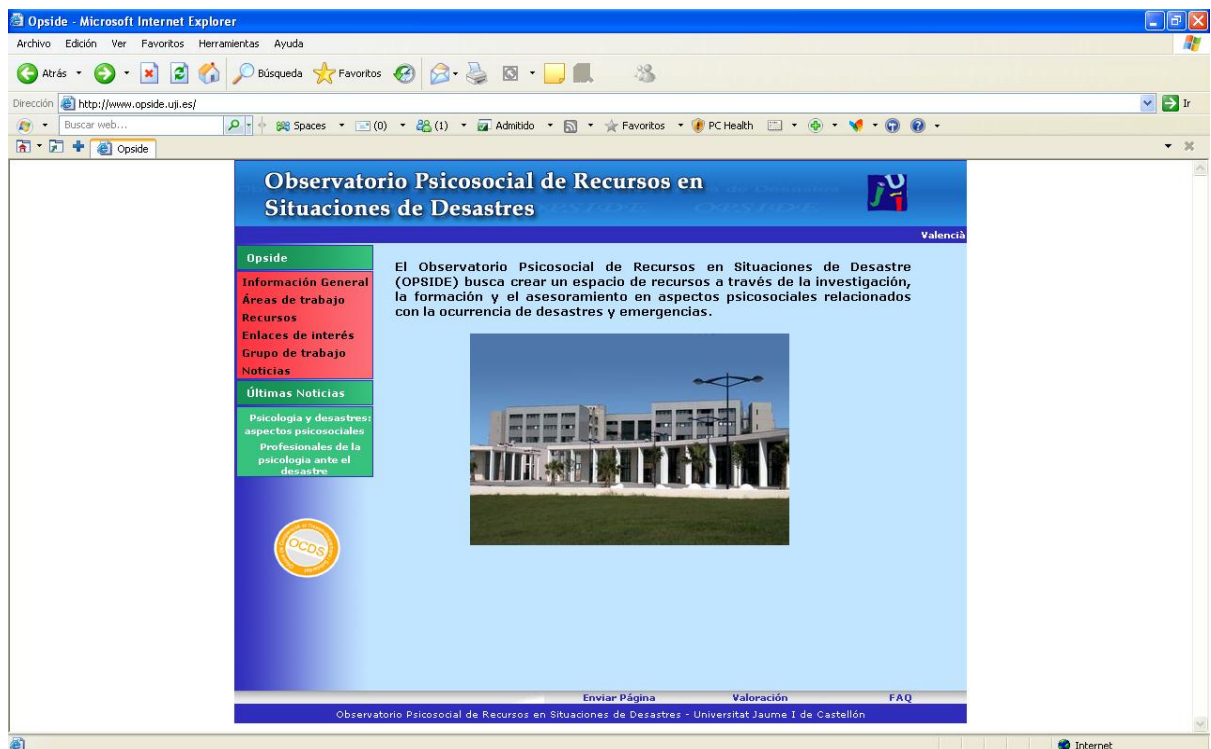 Opside - Microsoft Internet Explorer
Archivo Edición Ver Favoritos Herramientas Ayuda
Atrás Búsqueda Favoritos
Dirección http://www.opside.uji.es/ Ir
Buscar web... Spaces (0) (1) Admitido Favoritos PC Health
Opside
Observatorio Psicosocial de Recursos en
Situaciones de Desastres
Valencià
Opside
Información General
Áreas de trabajo
Recursos
Enlaces de interés
Grupo de trabajo
Noticias
Últimas Noticias
Psicologia y desastres:
aspectos psicosociales
Profesionales de la
psicologia ante el
desastre
OCDS
El Observatorio Psicosocial de Recursos en Situaciones de Desastre
(OPSIDE) busca crear un espacio de recursos a través de la investigación,
la formación y el asesoramiento en aspectos psicosociales relacionados
con la ocurrencia de desastres y emergencias.
Enviar Página Valoración FAQ
Observatorio Psicosocial de Recursos en Situaciones de Desastres - Universitat Jaume I de Castellón
Internet